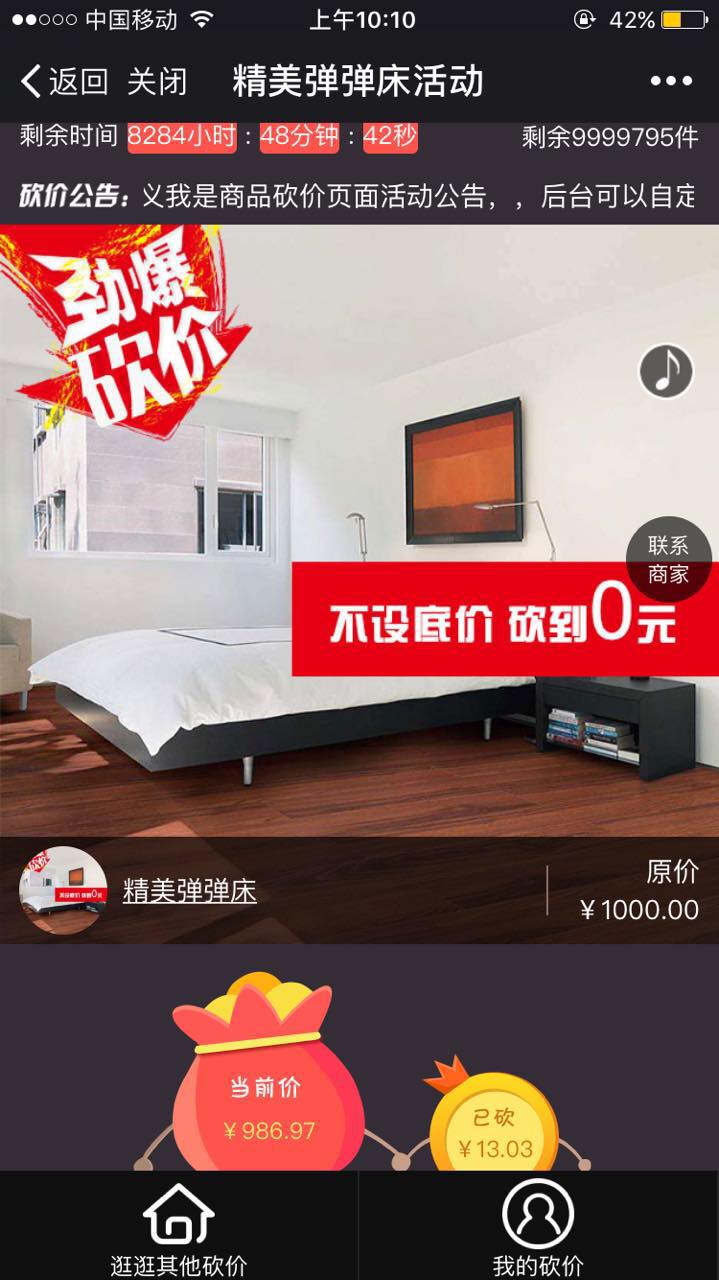 中国移动 上午10:10 42%
返回 关闭 精美弹弹床活动
剩余时间 8284小时 : 48分钟 : 42秒 剩余9999795件
砍价公告: 义我是商品砍价页面活动公告，，后台可以自定
劲爆
砍价
联系
商家
不设底价 砍到0元
精美弹弹床
原价
￥1000.00
当前价
￥986.97
已砍
￥13.03
逛逛其他砍价 我的砍价